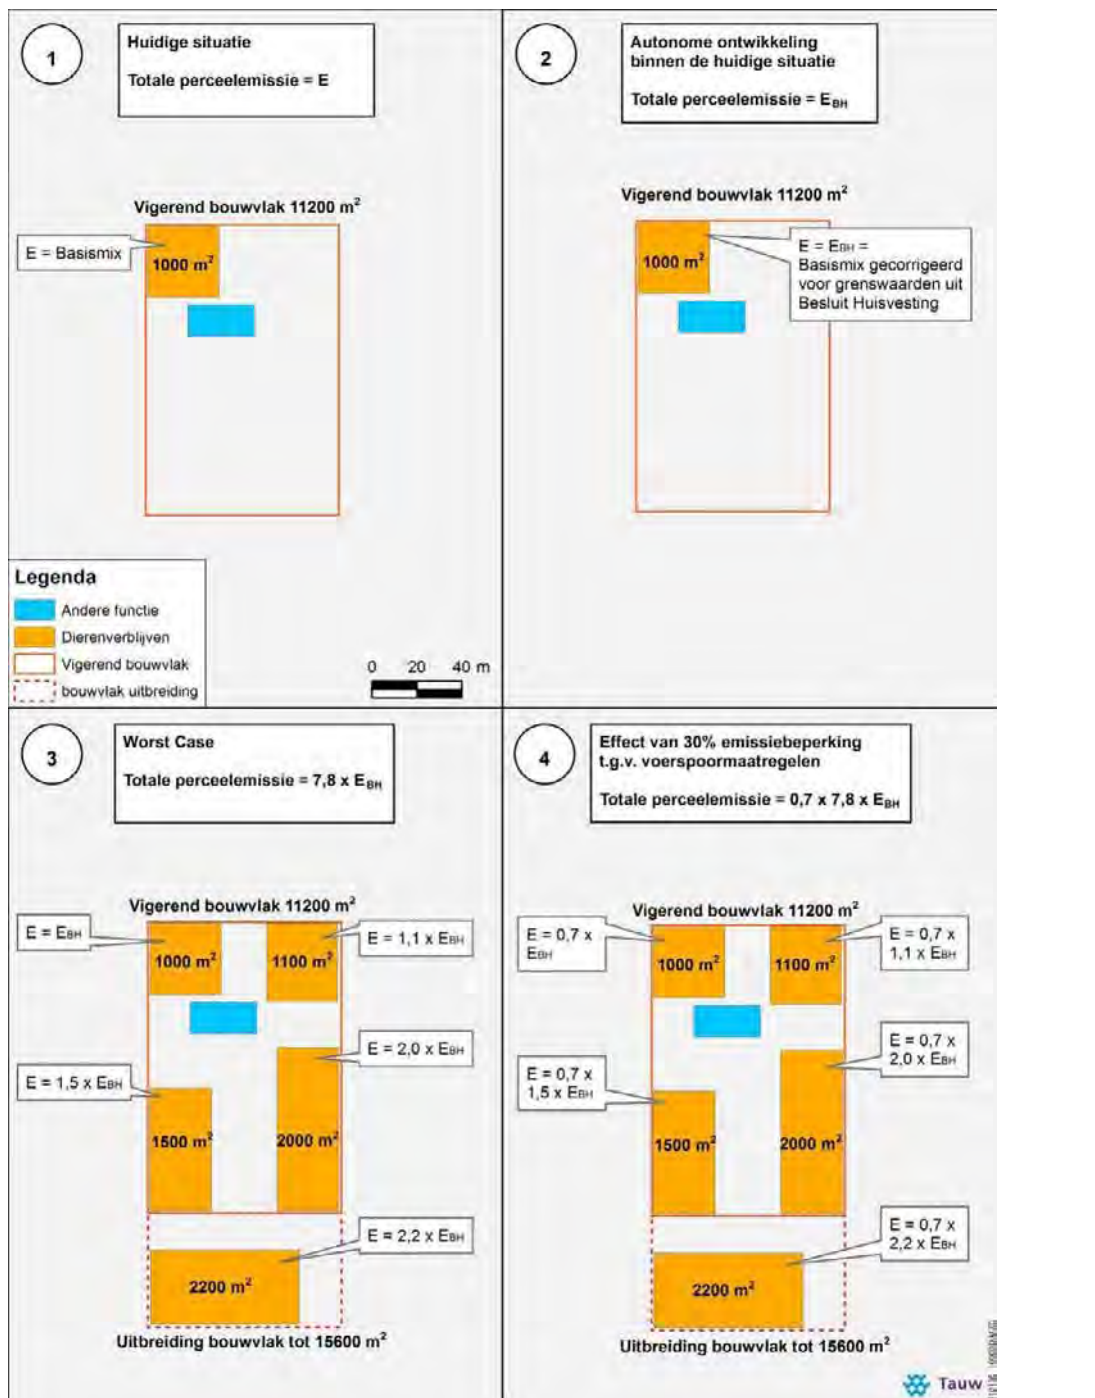 1
Huidige situatie
Totale perceelemissie = E
Vigerend bouwvlak 11200 m²
E = Basismix
1000 m²
Legenda
Andere functie
Dierenverblijven
Vigerend bouwvlak
bouwvlak uitbreiding
0 20 40 m
2
Autonome ontwikkeling
binnen de huidige situatie
Totale perceelemissie = EBH
Vigerend bouwvlak 11200 m²
1000 m²
E = EBH =
Basismix gecorrigeerd
voor grenswaarden uit
Besluit Huisvesting
3
Worst Case
Totale perceelemissie = 7,8 x EBH
Vigerend bouwvlak 11200 m²
E = EBH
E = 1,1 x EBH
1000 m²
1100 m²
E = 2,0 x EBH
E = 1,5 x EBH
1500 m²
2000 m²
E = 2,2 x EBH
2200 m²
Uitbreiding bouwvlak tot 15600 m²
4
Effect van 30% emissiebeperking
t.g.v. voerspoormaatregelen
Totale perceelemissie = 0,7 x 7,8 x EBH
Vigerend bouwvlak 11200 m²
E = 0,7 x
EBH
E = 0,7 x
1,1 x EBH
1000 m²
1100 m²
E = 0,7 x
2,0 x EBH
E = 0,7 x
1,5 x EBH
1500 m²
2000 m²
E = 0,7 x
2,2 x EBH
2200 m²
Uitbreiding bouwvlak tot 15600 m²
Tauw